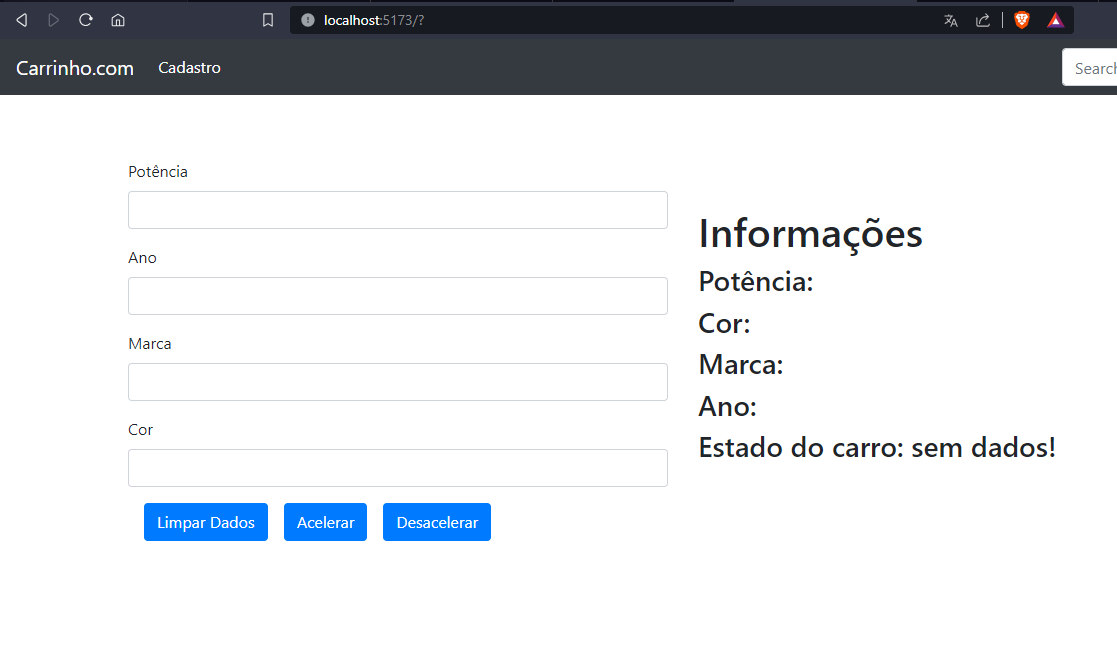 localhost:5173/?
Carrinho.com Cadastro Search
Potência
Ano
Marca
Cor
Limpar Dados Acelerar Desacelerar
Informações
Potência:
Cor:
Marca:
Ano:
Estado do carro: sem dados!